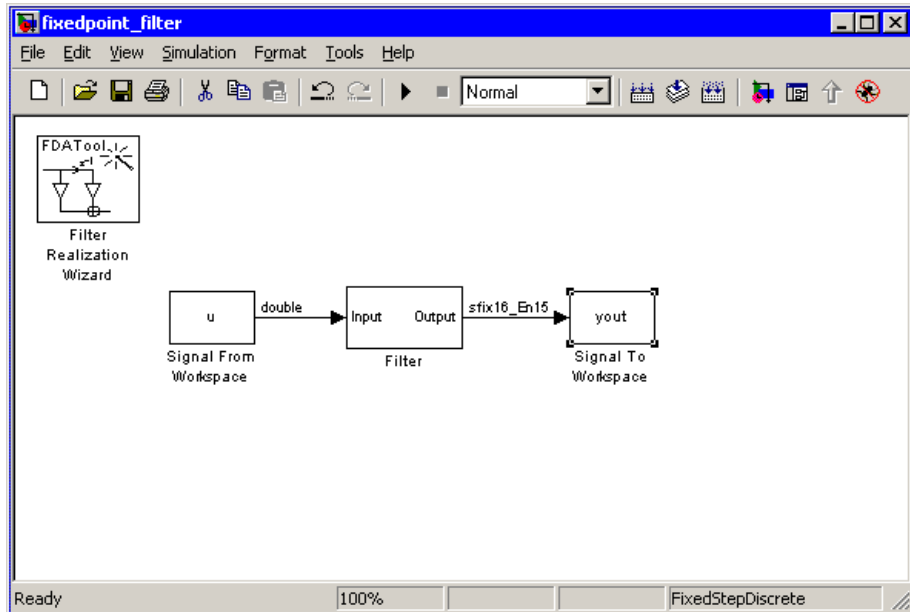 fixedpoint_filter
File Edit View Simulation Format Tools Help
Normal
FDATool
Filter
Realization
Wizard
u
double
Input Output
sfix16_En15
yout
Signal From
Workspace
Filter
Signal To
Workspace
Ready 100% FixedStepDiscrete